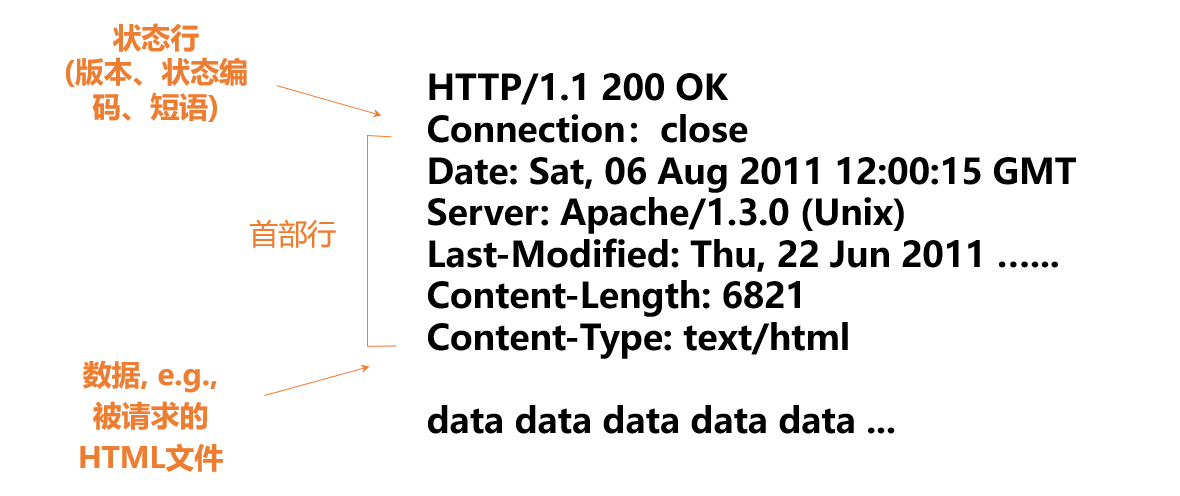 状态行
(版本、状态编
码、短语)
HTTP/1.1 200 OK
Connection：close
Date: Sat, 06 Aug 2011 12:00:15 GMT
Server: Apache/1.3.0 (Unix)
Last-Modified: Thu, 22 Jun 2011 …...
Content-Length: 6821
Content-Type: text/html
首部行
数据, e.g.,
被请求的
HTML文件
data data data data data ...